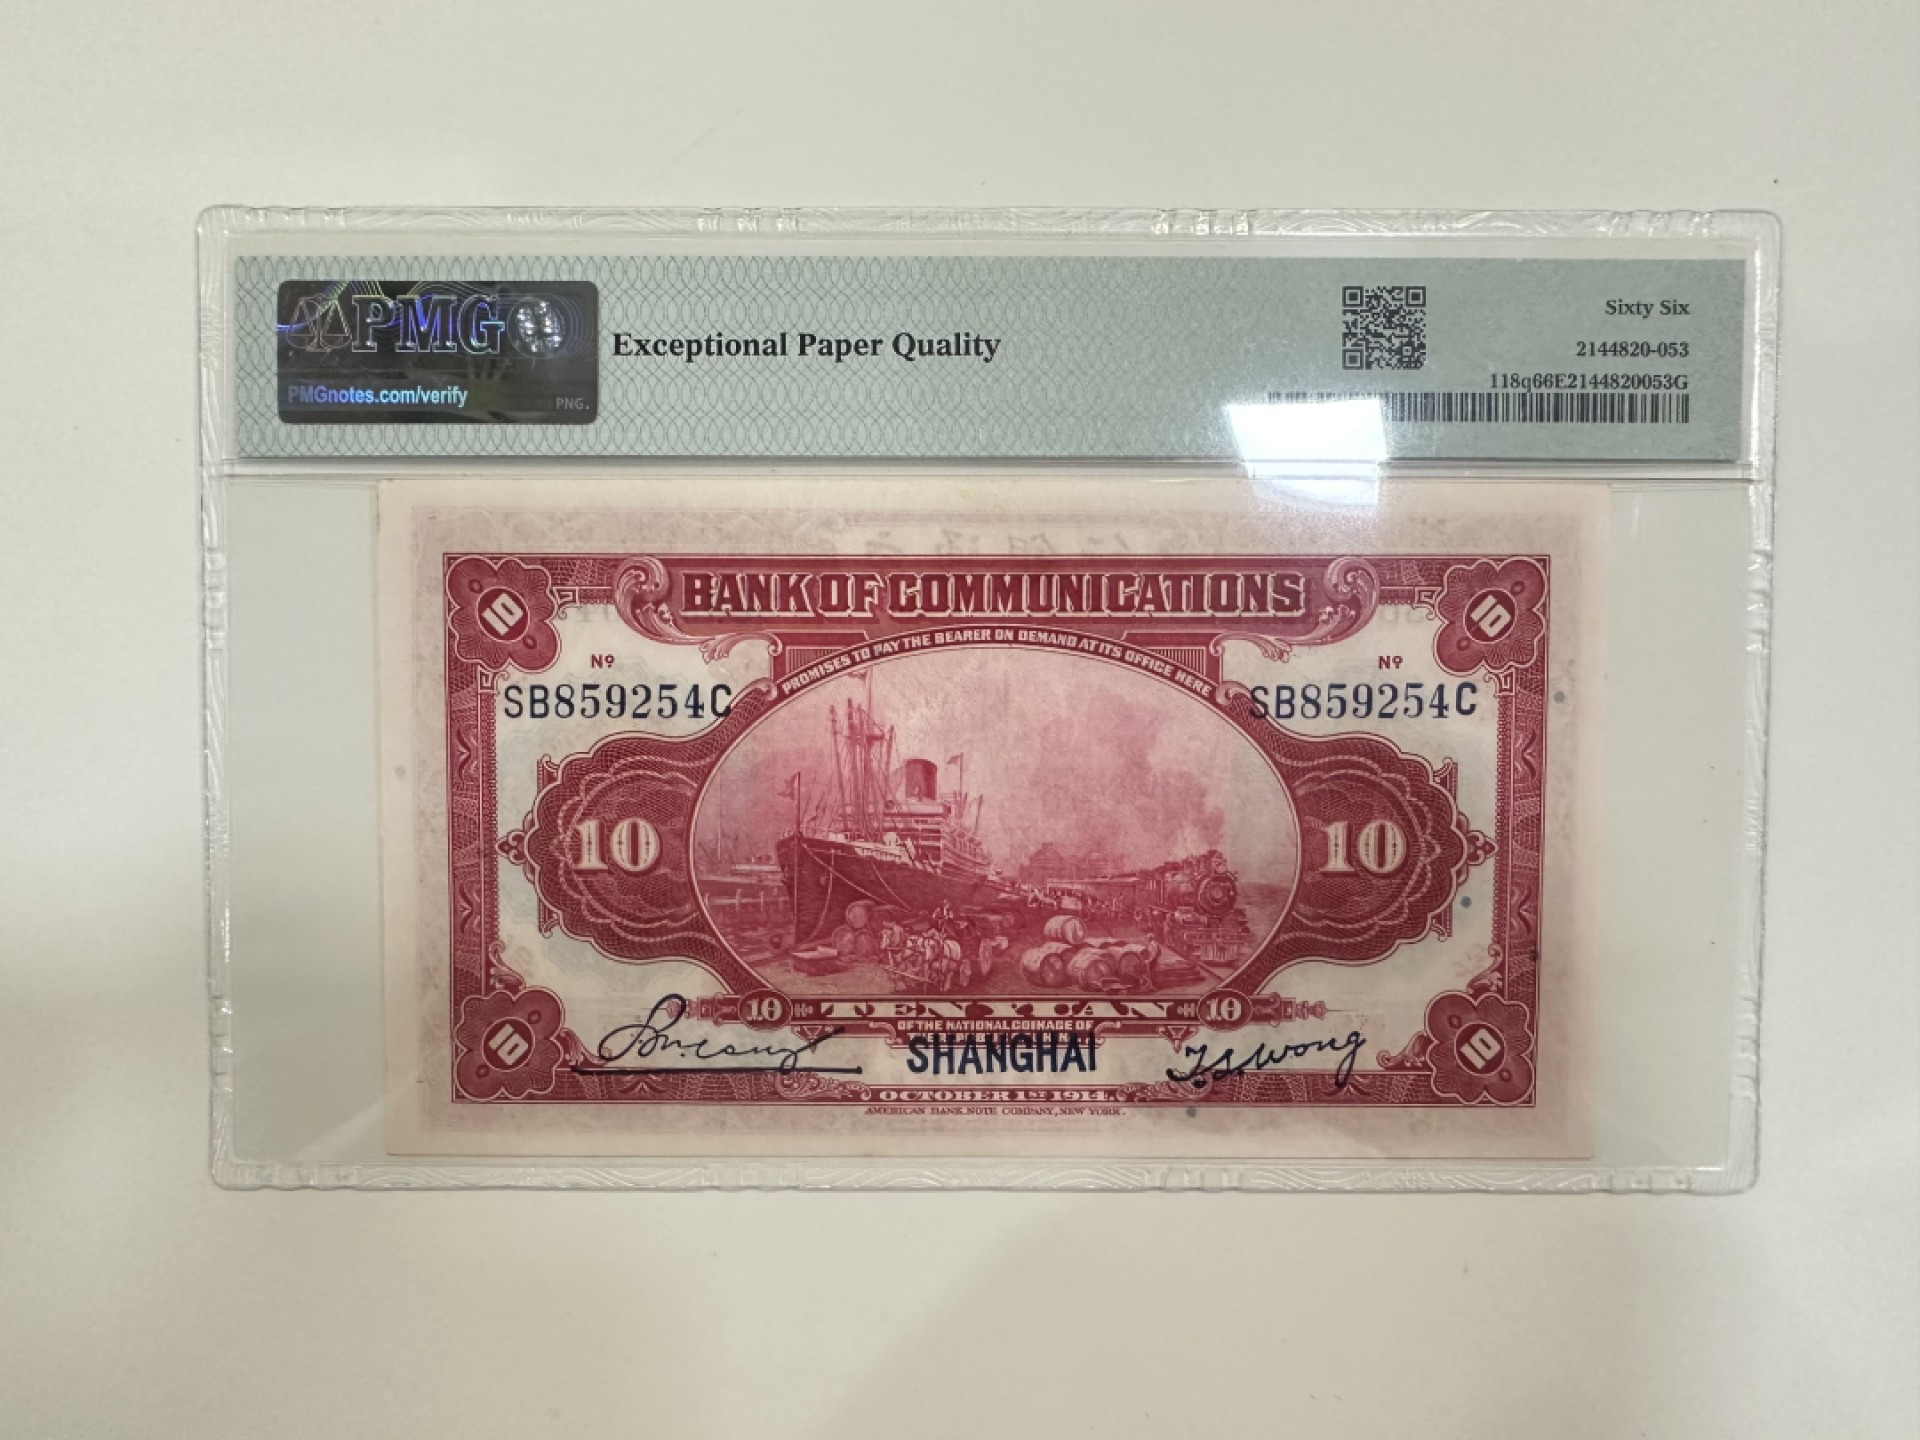 PMG
PMGnotes.com/verify
PNG.
Exceptional Paper Quality
Sixty Six
2144820-053
118q66E2144820053G
BANK OF COMMUNICATIONS
PROMISES TO PAY THE BEARER ON DEMAND AT ITS OFFICE HERE
10 10
Nº Nº
SB859254C SB859254C
10 10
10 TEN YUAN 10
OF THE NATIONAL COINAGE OF
SHANGHAI
T.S. Wong
10 10
OCTOBER 1ST 1914.
AMERICAN BANK NOTE COMPANY, NEW YORK.